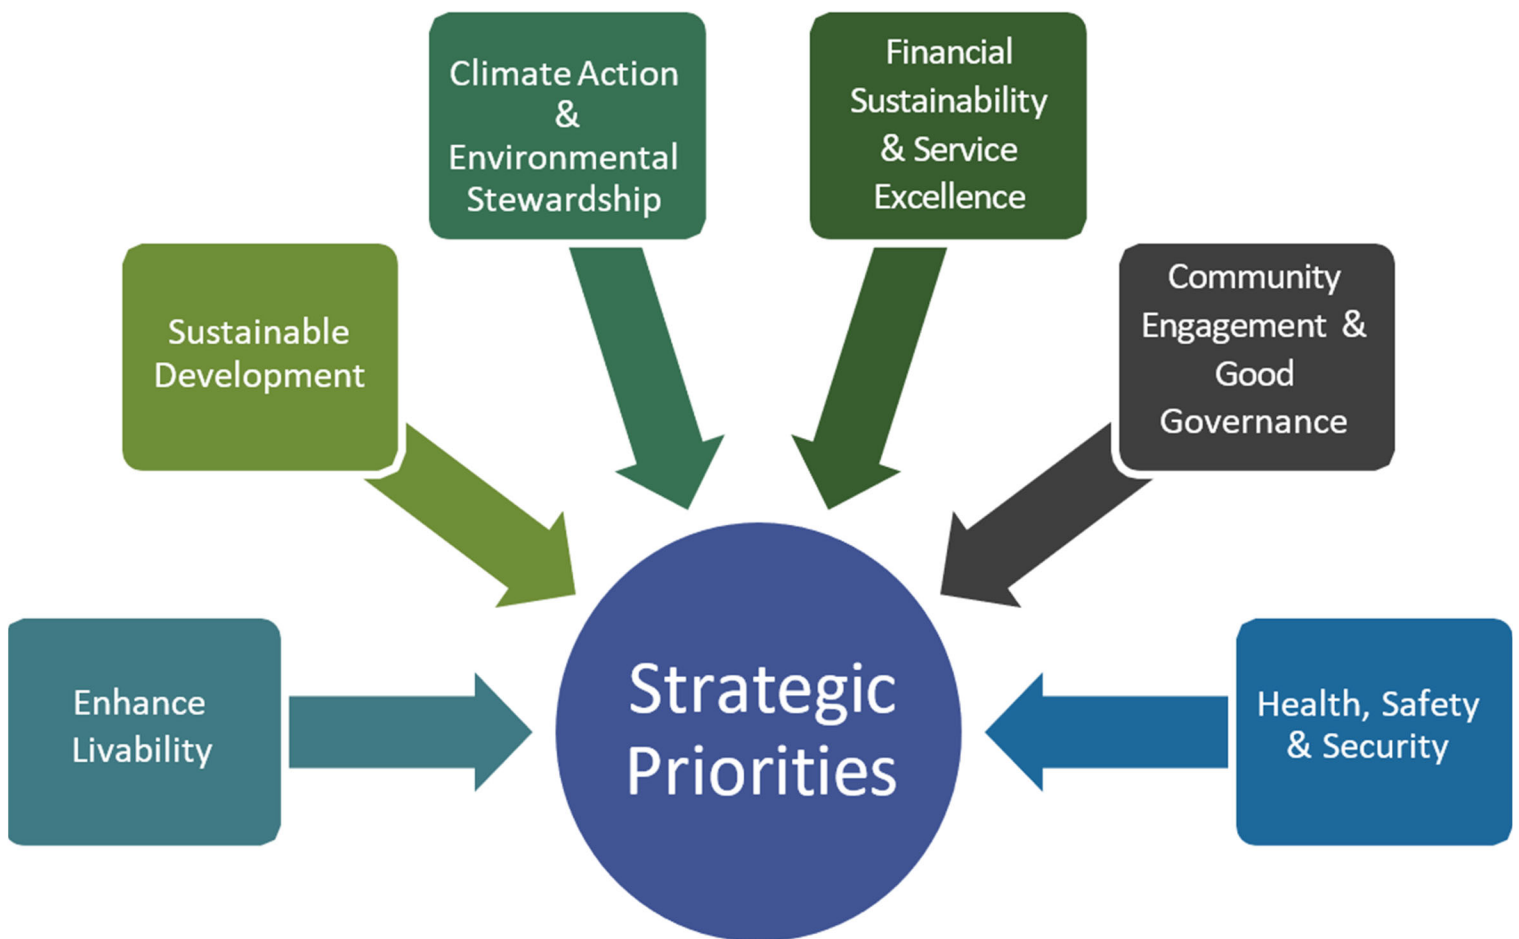 Climate Action
&
Environmental
Stewardship
Financial
Sustainability
& Service
Excellence
Sustainable
Development
Community
Engagement &
Good
Governance
Enhance
Livability
Strategic
Priorities
Health, Safety
& Security